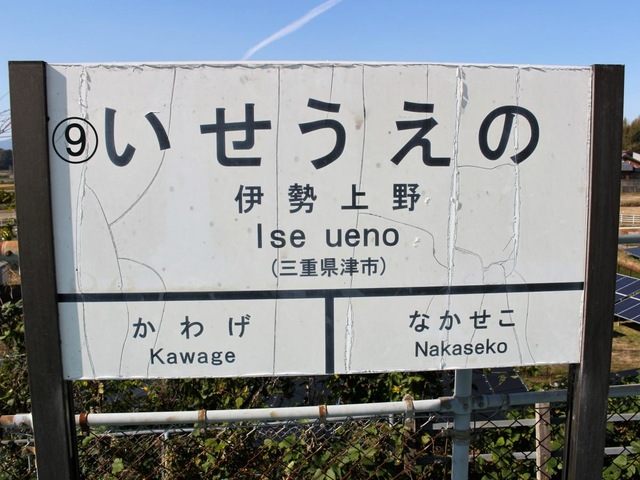 ⑨いせうえの
伊勢上野
Ise ueno
(三重県津市)
かわげ
Kawage
なかせこ
Nakaseko